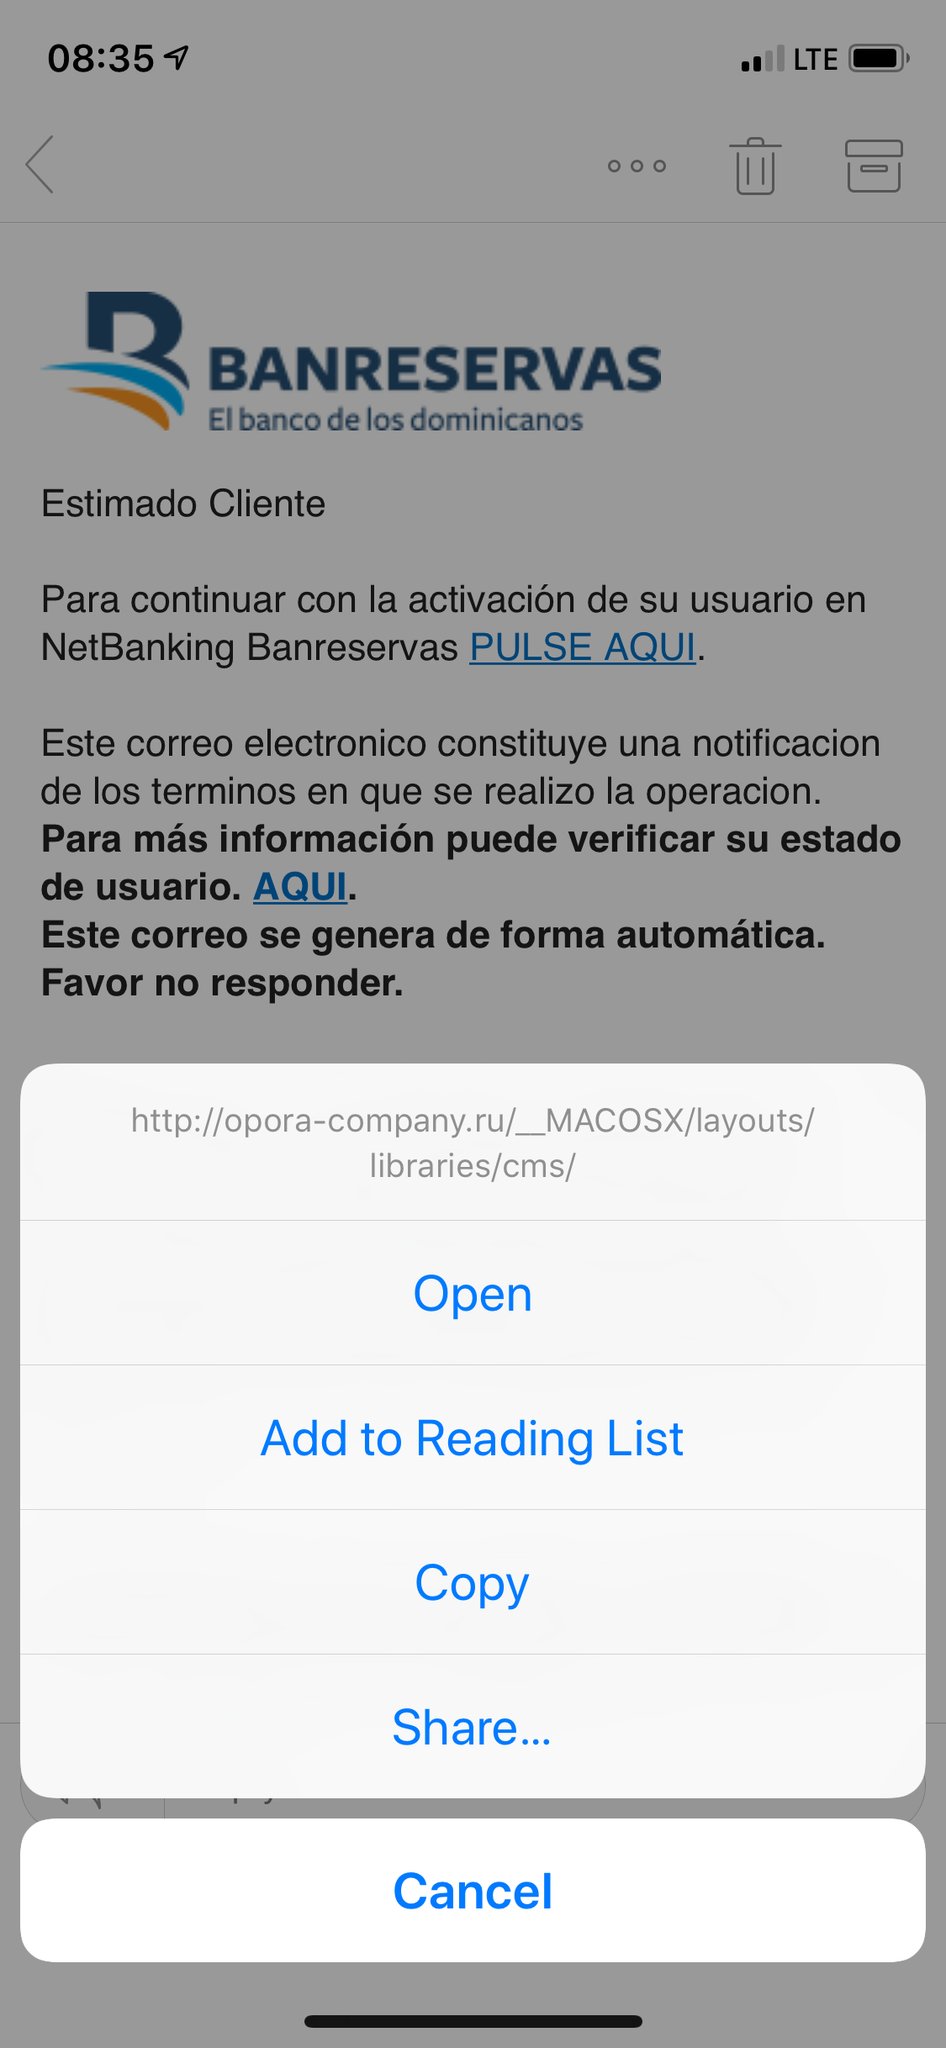 08:35
LTE
BANRESERVAS
El banco de los dominicanos
Estimado Cliente
Para continuar con la activación de su usuario en
NetBanking Banreservas PULSE AQUI.
Este correo electronico constituye una notificacion
de los terminos en que se realizo la operacion.
Para más información puede verificar su estado
de usuario. AQUI.
Este correo se genera de forma automática.
Favor no responder.
http://opora-company.ru/__MACOSX/layouts/
libraries/cms/
Open
Add to Reading List
Copy
Share...
Cancel